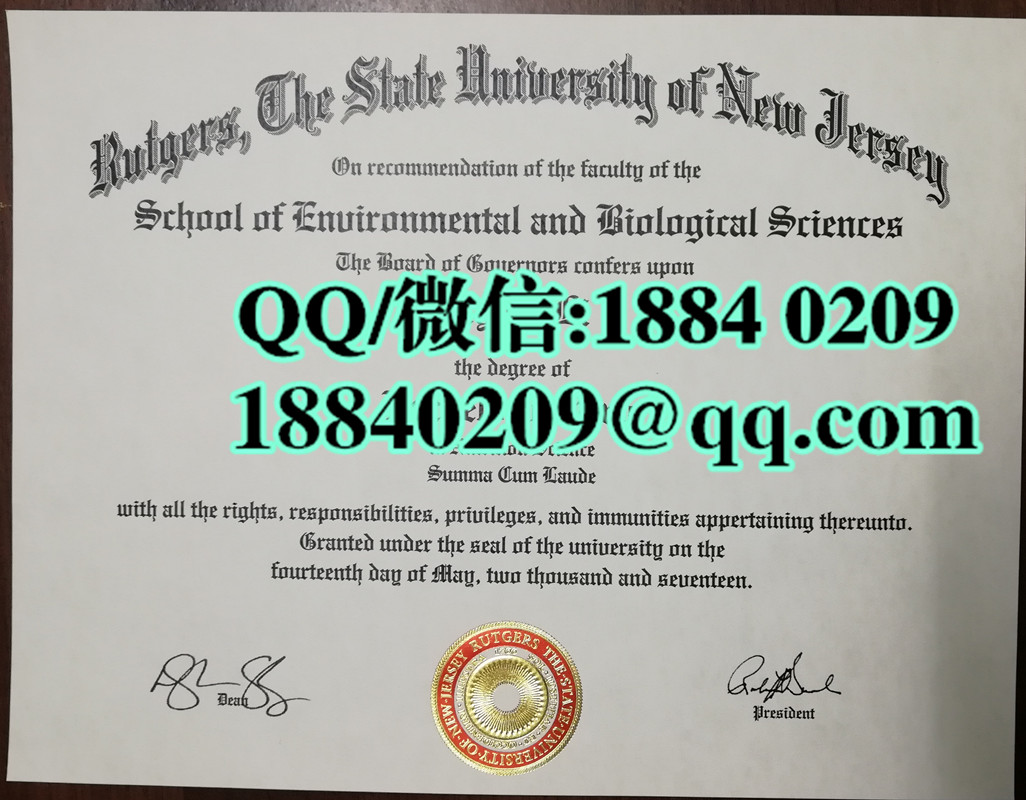 Rutgers, The State University of New Jersey
On recommendation of the faculty of the
School of Environmental and Biological Sciences
The Board of Governors confers upon
QQ/微信:1884 0209
the degree of
18840209@qq.com
Summa Cum Laude
with all the rights, responsibilities, privileges, and immunities appertaining thereunto.
Granted under the seal of the university on the
fourteenth day of May, two thousand and seventeen.
RUTGERS THE·STATE·UNIVERSITY·OF·NEW·JERSEY
Dean
President